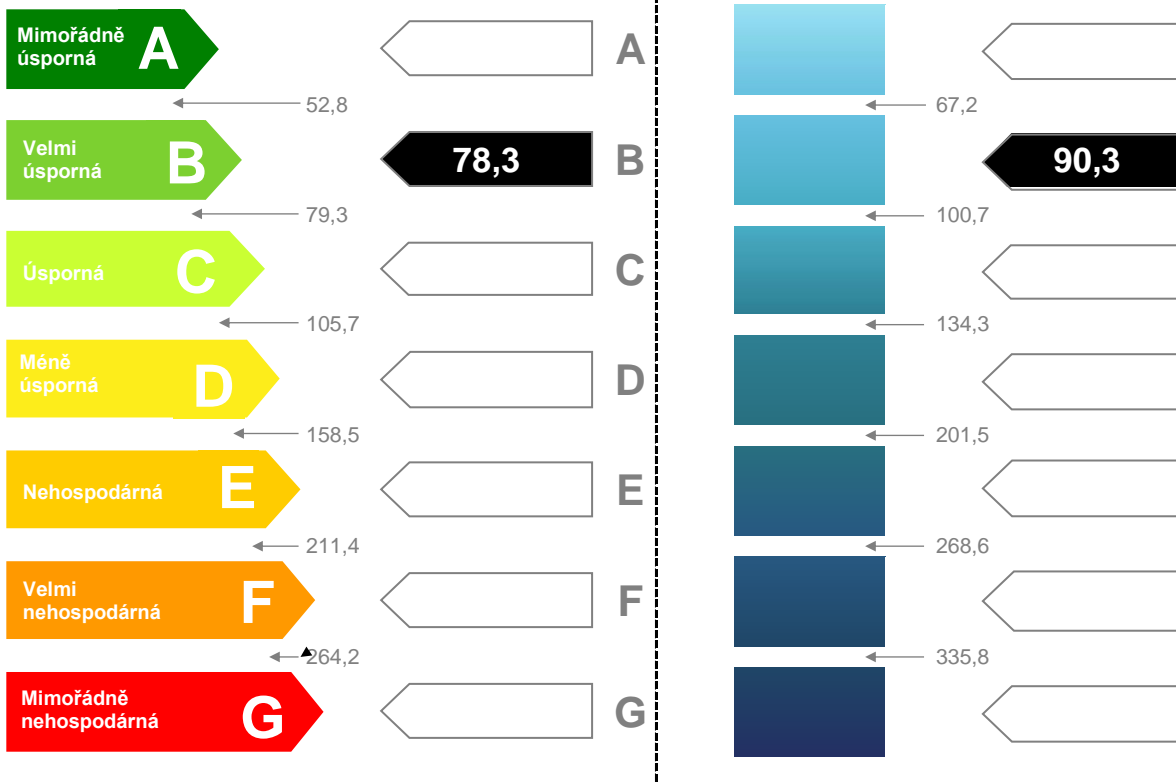 Mimořádně
úsporná
A
A
52,8
67,2
Velmi
úsporná
B
78,3
B
90,3
79,3
100,7
Úsporná
C
C
105,7
134,3
Méně
úsporná
D
D
158,5
201,5
Nehospodárná
E
E
211,4
268,6
Velmi
nehospodárná
F
F
264,2
335,8
Mimořádně
nehospodárná
G
G